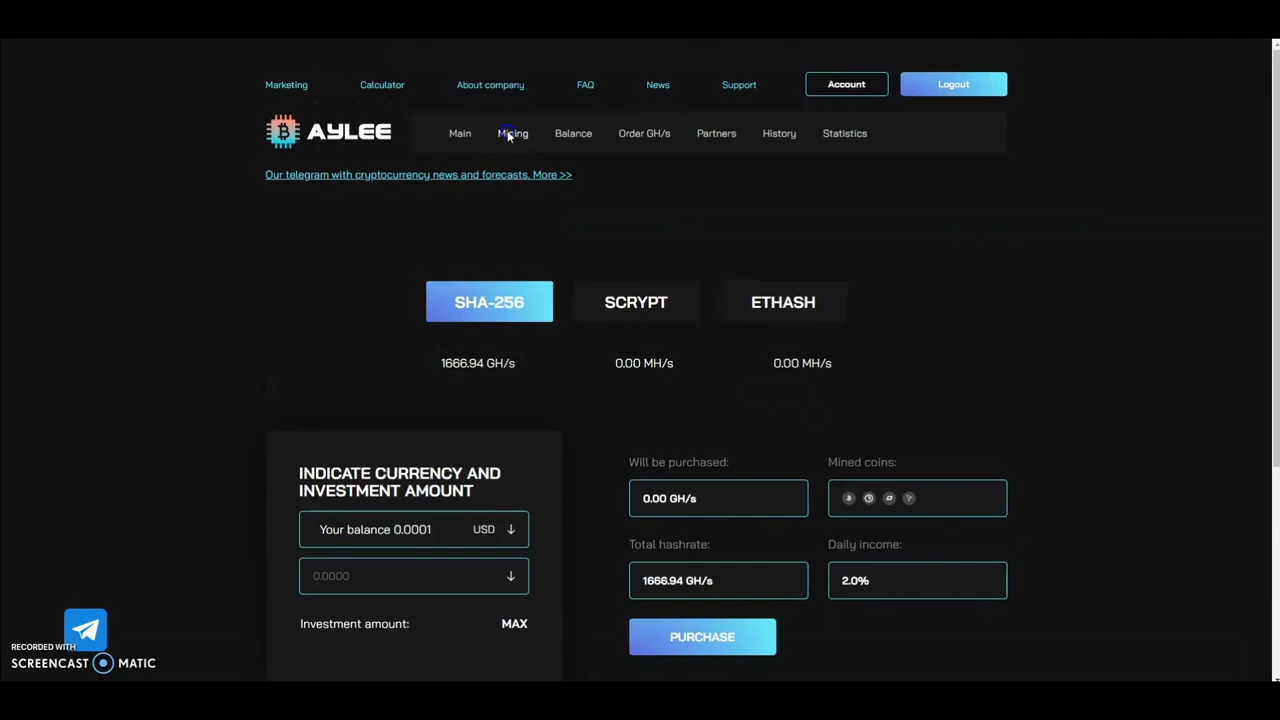 Marketing Calculator About company FAQ News Support Account Logout
AYLEE Main Mining Balance Order GH/s Partners History Statistics
Our telegram with cryptocurrency news and forecasts. More >>
SHA-256 SCRYPT ETHASH
1666.94 GH/s 0.00 MH/s 0.00 MH/s
INDICATE CURRENCY AND
INVESTMENT AMOUNT
Your balance 0.0001 USD ↓
0.0000 ↓
Investment amount: MAX
Will be purchased: Mined coins:
0.00 GH/s
Total hashrate: Daily income:
1666.94 GH/s 2.0%
PURCHASE
RECORDED WITH
SCREENCAST MATIC